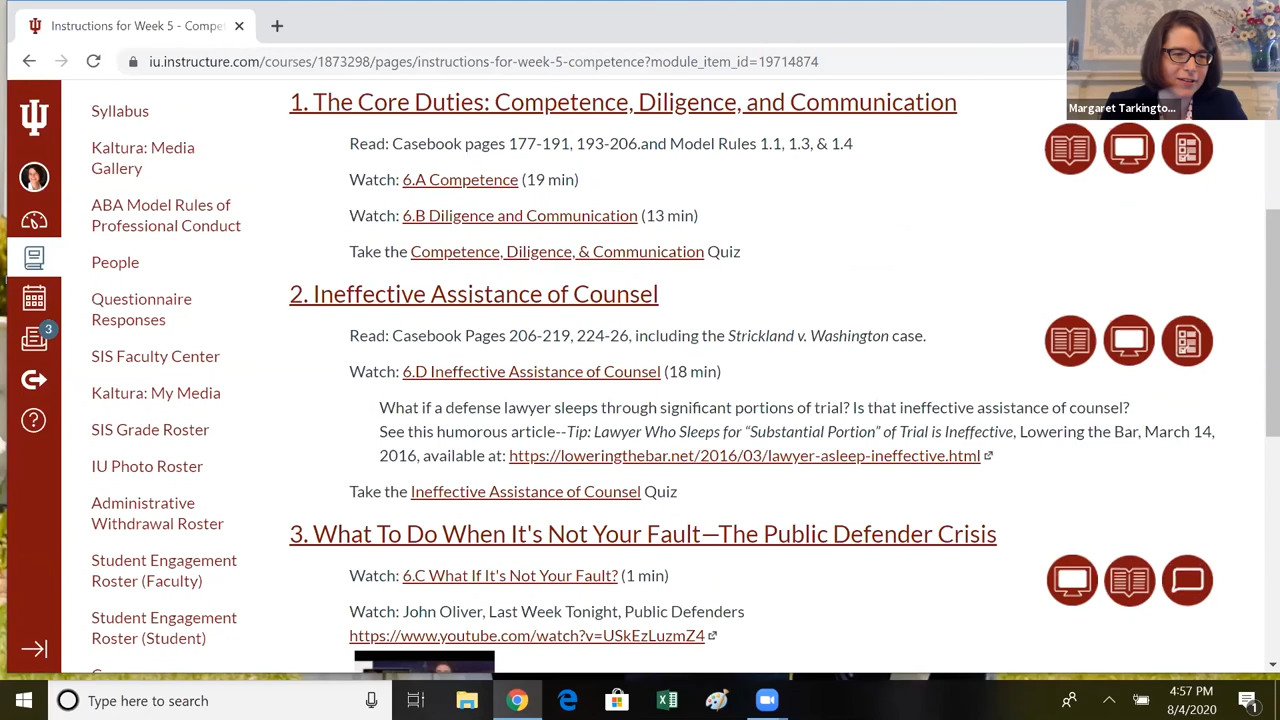 Instructions for Week 5 - Compe
iu.instructure.com/courses/1873298/pages/instructions-for-week-5-competence?module_item_id=19714874
Margaret Tarkingto...
Syllabus
Kaltura: Media
Gallery
ABA Model Rules of
Professional Conduct
People
Questionnaire
Responses
SIS Faculty Center
Kaltura: My Media
SIS Grade Roster
IU Photo Roster
Administrative
Withdrawal Roster
Student Engagement
Roster (Faculty)
Student Engagement
Roster (Student)
3
1. The Core Duties: Competence, Diligence, and Communication
Read: Casebook pages 177-191, 193-206.and Model Rules 1.1, 1.3, & 1.4
Watch: 6.A Competence (19 min)
Watch: 6.B Diligence and Communication (13 min)
Take the Competence, Diligence, & Communication Quiz
2. Ineffective Assistance of Counsel
Read: Casebook Pages 206-219, 224-26, including the Strickland v. Washington case.
Watch: 6.D Ineffective Assistance of Counsel (18 min)
What if a defense lawyer sleeps through significant portions of trial? Is that ineffective assistance of counsel?
See this humorous article--Tip: Lawyer Who Sleeps for “Substantial Portion” of Trial is Ineffective, Lowering the Bar, March 14,
2016, available at: https://loweringthebar.net/2016/03/lawyer-asleep-ineffective.html
Take the Ineffective Assistance of Counsel Quiz
3. What To Do When It's Not Your Fault—The Public Defender Crisis
Watch: 6.C What If It's Not Your Fault? (1 min)
Watch: John Oliver, Last Week Tonight, Public Defenders
https://www.youtube.com/watch?v=USkEzLuzmZ4
Type here to search
4:57 PM
8/4/2020
1